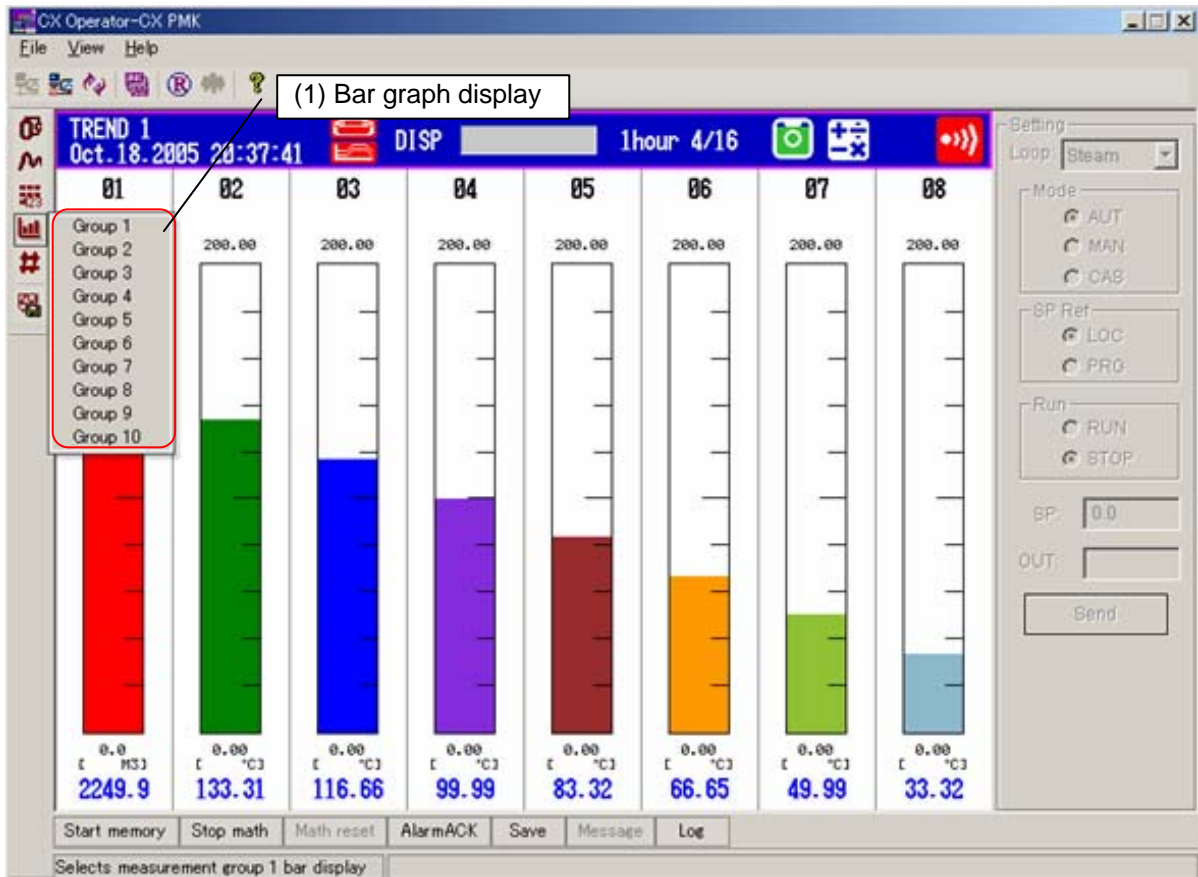 CX Operator-CX PMK
File View Help
(1) Bar graph display
TREND 1
Oct.18.2005 20:37:41
DISP
1hour 4/16
01 02 03 04 05 06 07 08
Group 1
Group 2
Group 3
Group 4
Group 5
Group 6
Group 7
Group 8
Group 9
Group 10
200.00 200.00 200.00 200.00 200.00 200.00 200.00
0.0 0.00 0.00 0.00 0.00 0.00 0.00 0.00
[ M3] [ °C] [ °C] [ °C] [ °C] [ °C] [ °C] [ °C]
2249.9 133.31 116.66 99.99 83.32 66.65 49.99 33.32
Setting
Loop: Steam
Mode
AUT
MAN
CAS
SP Ref
LOC
PRG
Run
RUN
STOP
SP: 0.0
OUT:
Send
Start memory Stop math Math reset AlarmACK Save Message Log
Selects measurement group 1 bar display